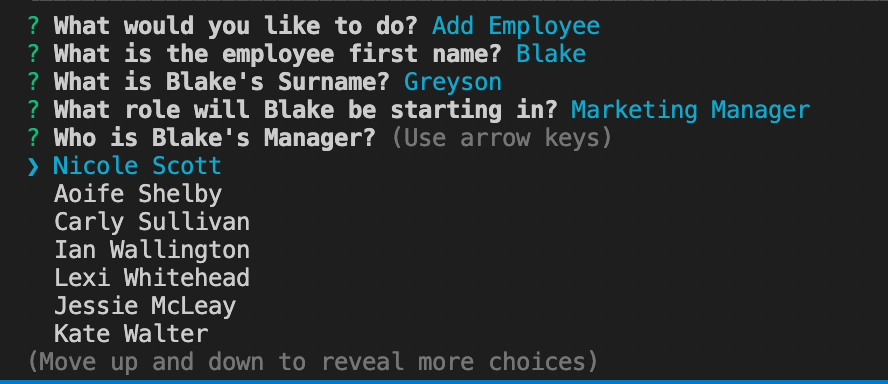 ? What would you like to do? Add Employee
? What is the employee first name? Blake
? What is Blake's Surname? Greyson
? What role will Blake be starting in? Marketing Manager
? Who is Blake's Manager? (Use arrow keys)
❯ Nicole Scott
Aoife Shelby
Carly Sullivan
Ian Wallington
Lexi Whitehead
Jessie McLeay
Kate Walter
(Move up and down to reveal more choices)